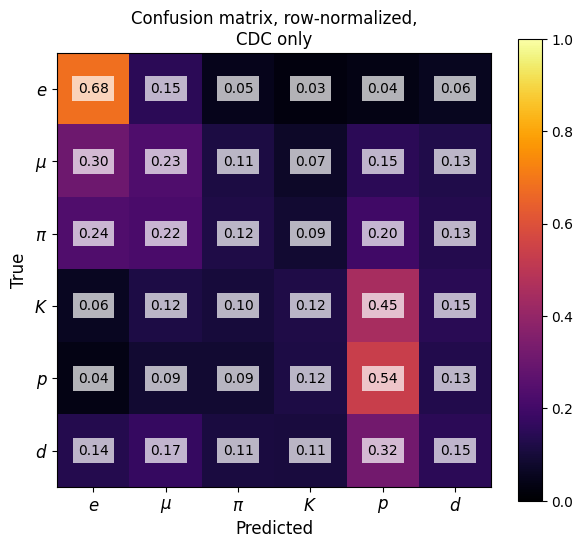 Confusion matrix, row-normalized,
CDC only
True
e 0.68 0.15 0.05 0.03 0.04 0.06
μ 0.30 0.23 0.11 0.07 0.15 0.13
π 0.24 0.22 0.12 0.09 0.20 0.13
K 0.06 0.12 0.10 0.12 0.45 0.15
p 0.04 0.09 0.09 0.12 0.54 0.13
d 0.14 0.17 0.11 0.11 0.32 0.15
e μ π K p d
Predicted
1.0
0.8
0.6
0.4
0.2
0.0